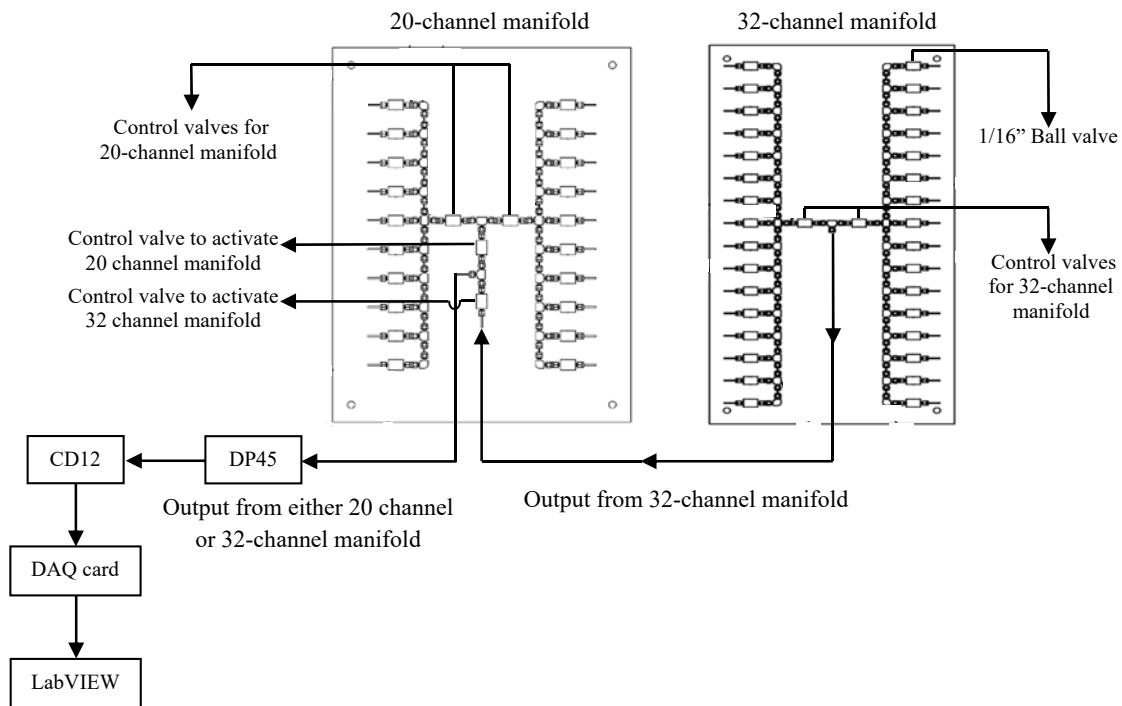 20-channel manifold
32-channel manifold
Control valves for
20-channel manifold
1/16” Ball valve
Control valve to activate
20 channel manifold
Control valve to activate
32 channel manifold
Control valves
for 32-channel
manifold
CD12
DP45
Output from either 20 channel
or 32-channel manifold
Output from 32-channel manifold
DAQ card
LabVIEW